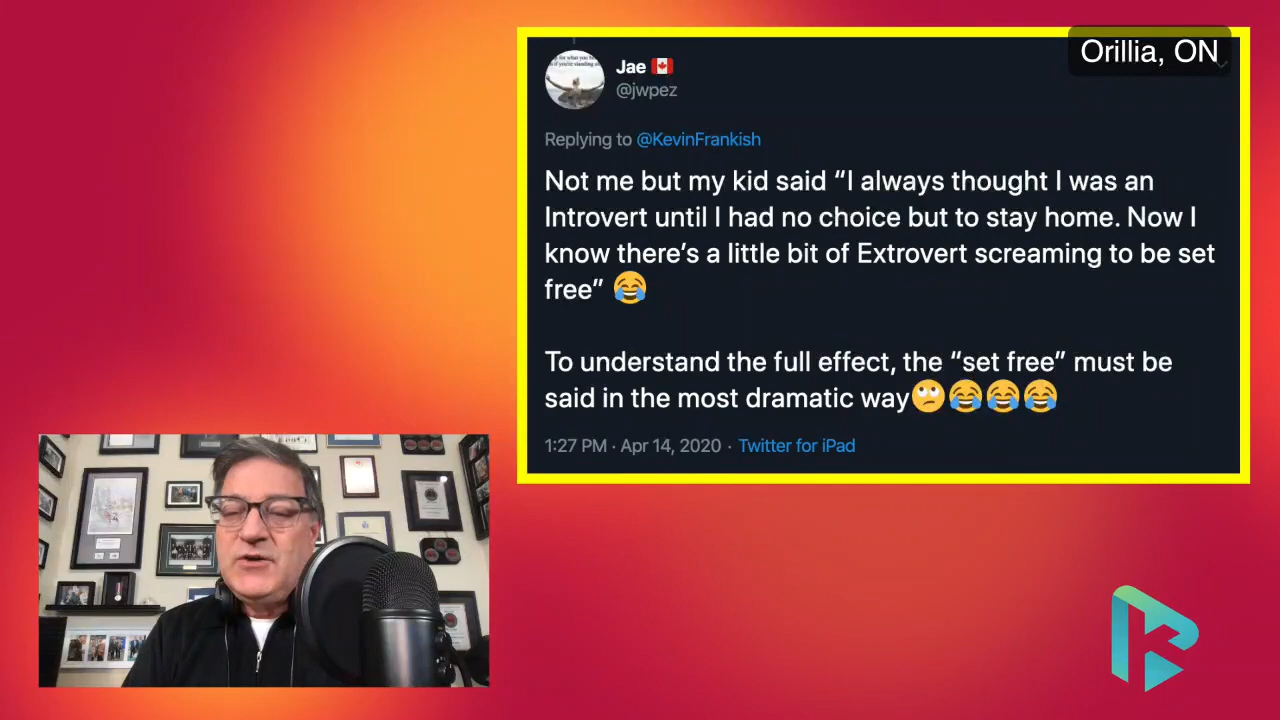 Orillia, ON
Jae 🇨🇦
@jwpez
Replying to @KevinFrankish
Not me but my kid said “I always thought I was an
Introvert until I had no choice but to stay home. Now I
know there’s a little bit of Extrovert screaming to be set
free” 😂
To understand the full effect, the “set free” must be
said in the most dramatic way🙄😂😂😂
1:27 PM · Apr 14, 2020 · Twitter for iPad